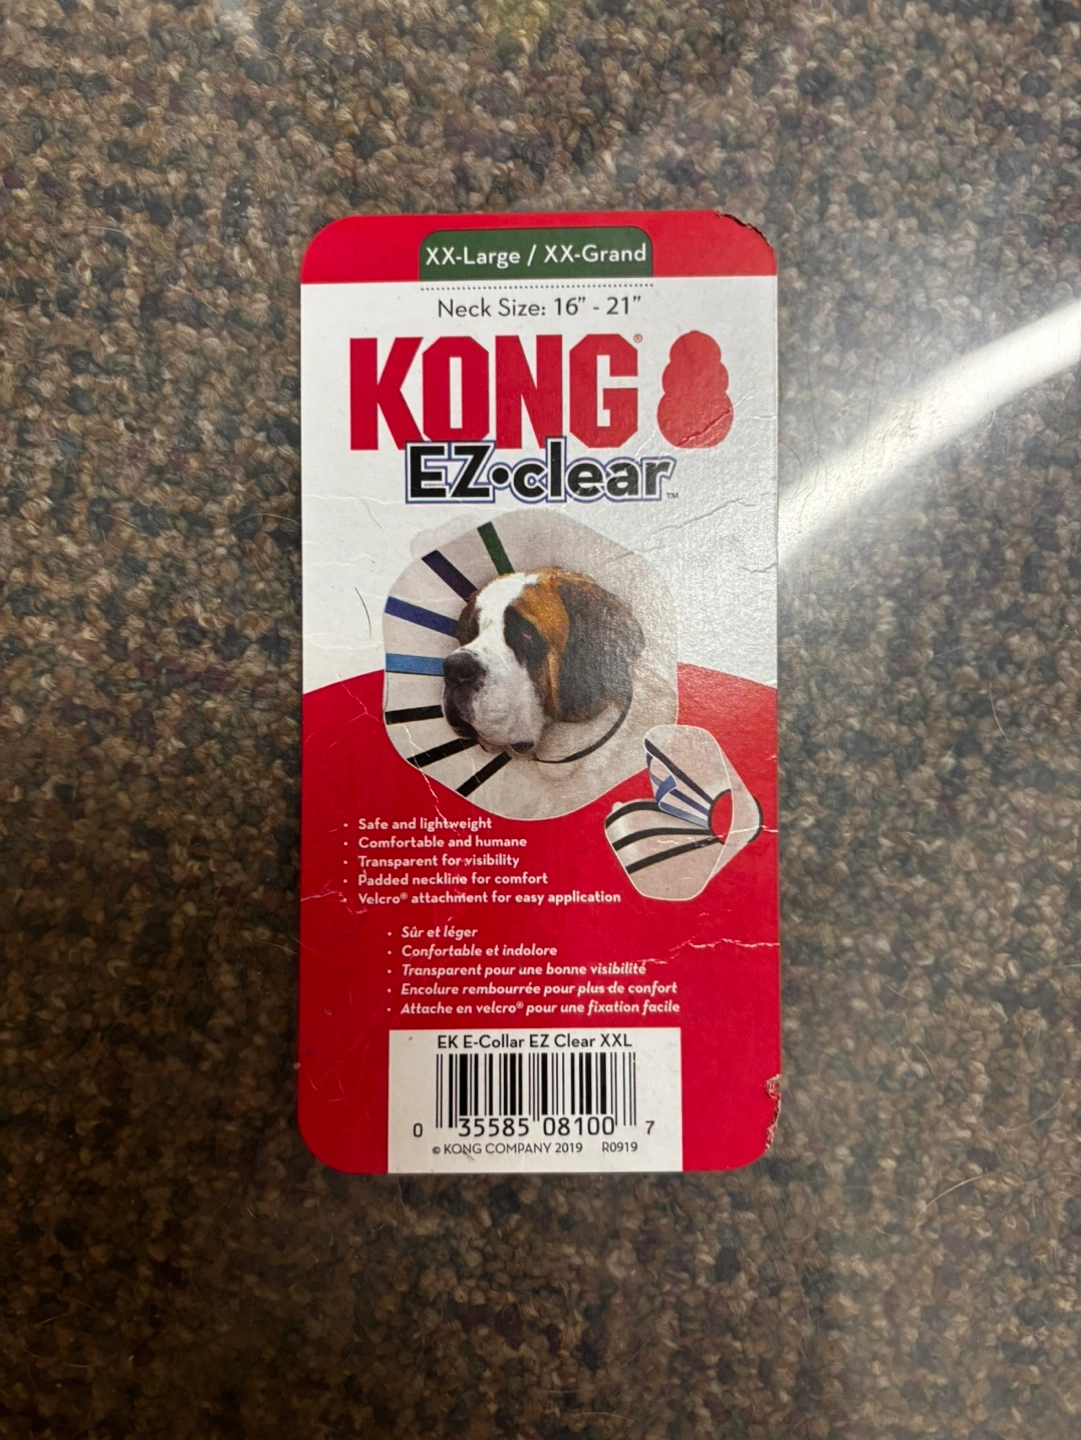 XX-Large / XX-Grand
Neck Size: 16” - 21”
KONG®
EZ•clear™
• Safe and lightweight
• Comfortable and humane
• Transparent for visibility
• Padded neckline for comfort
• Velcro® attachment for easy application
• Sûr et léger
• Confortable et indolore
• Transparent pour une bonne visibilité
• Encolure rembourrée pour plus de confort
• Attache en velcro® pour une fixation facile
EK E-Collar EZ Clear XXL
0 35585 08100 7
© KONG COMPANY 2019 R0919